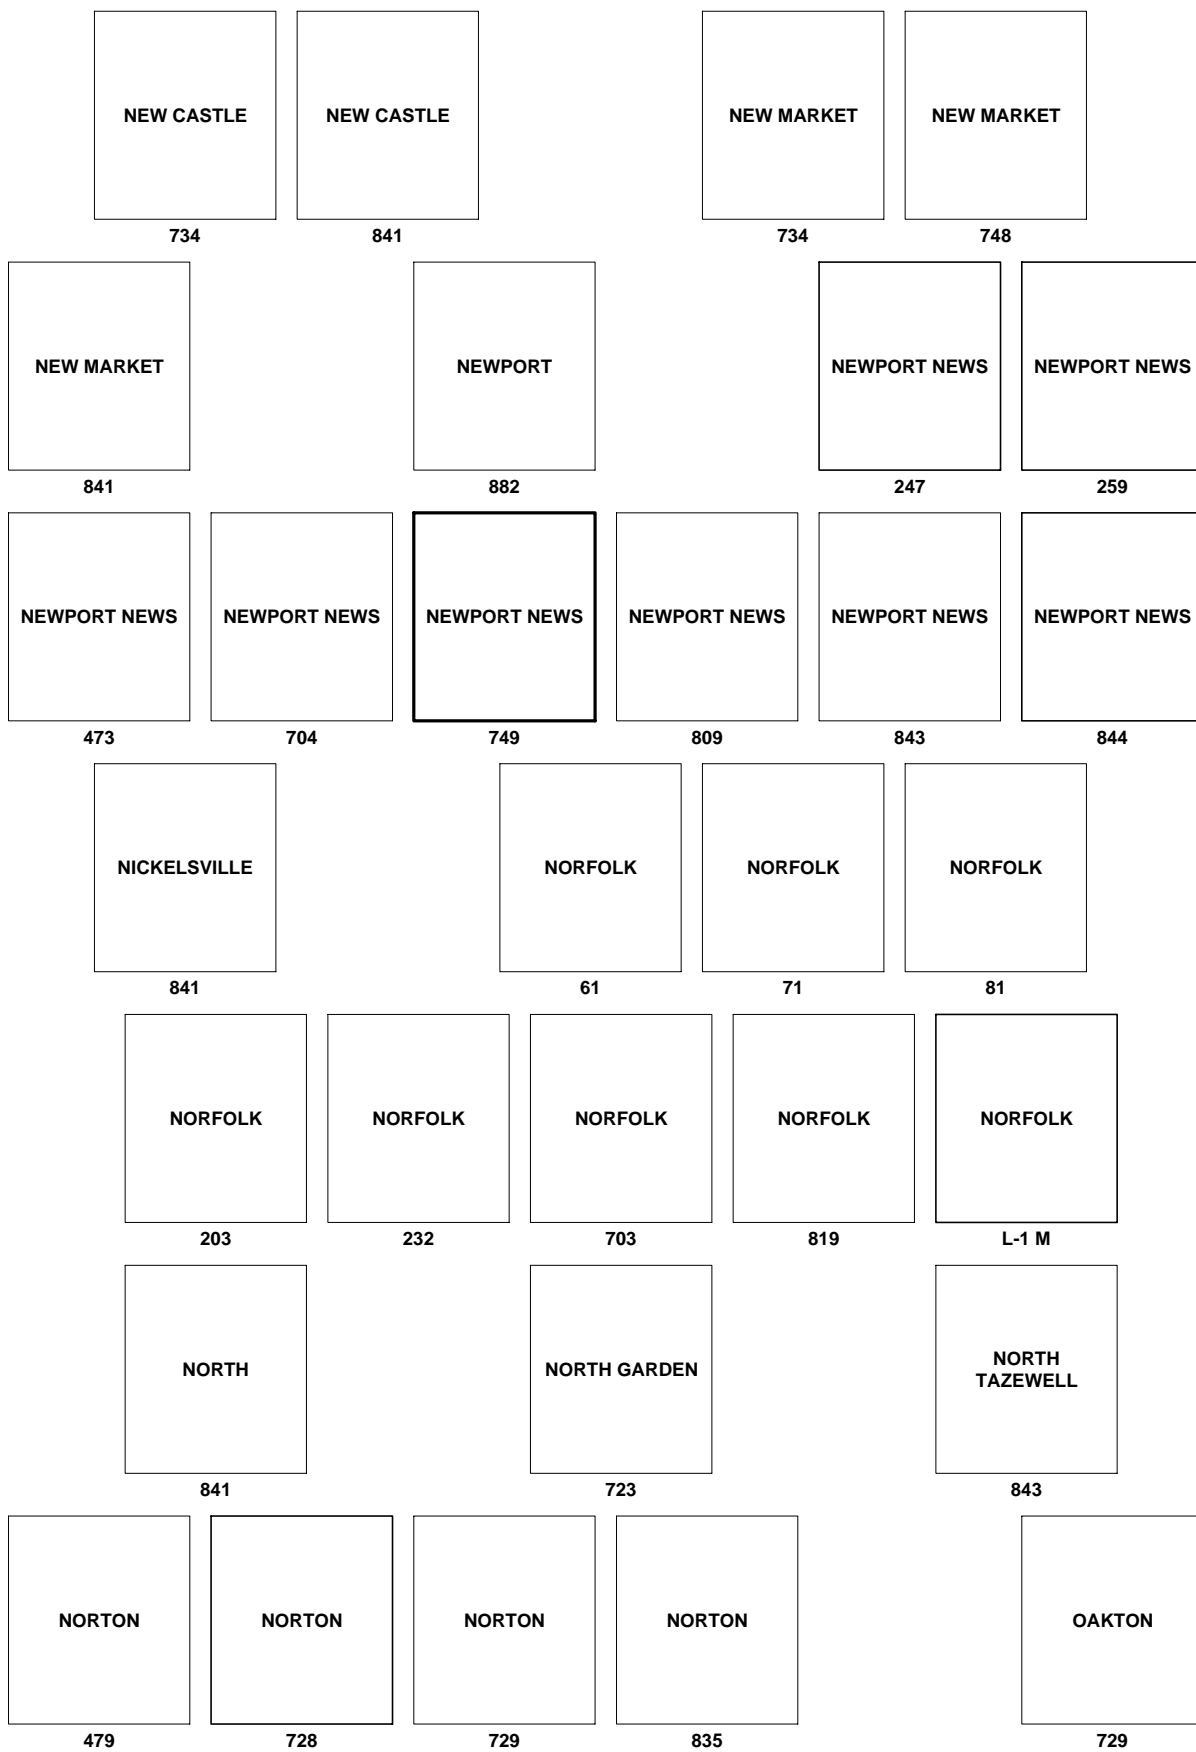 NEW CASTLE NEW CASTLE NEW MARKET NEW MARKET
734 841 734 748
NEW MARKET NEWPORT NEWPORT NEWS NEWPORT NEWS
841 882 247 259
NEWPORT NEWS NEWPORT NEWS NEWPORT NEWS NEWPORT NEWS NEWPORT NEWS NEWPORT NEWS
473 704 749 809 843 844
NICKELSVILLE NORFOLK NORFOLK NORFOLK
841 61 71 81
NORFOLK NORFOLK NORFOLK NORFOLK NORFOLK
203 232 703 819 L-1 M
NORTH NORTH GARDEN NORTH
TAZEWELL
841 723 843
NORTON NORTON NORTON NORTON OAKTON
479 728 729 835 729